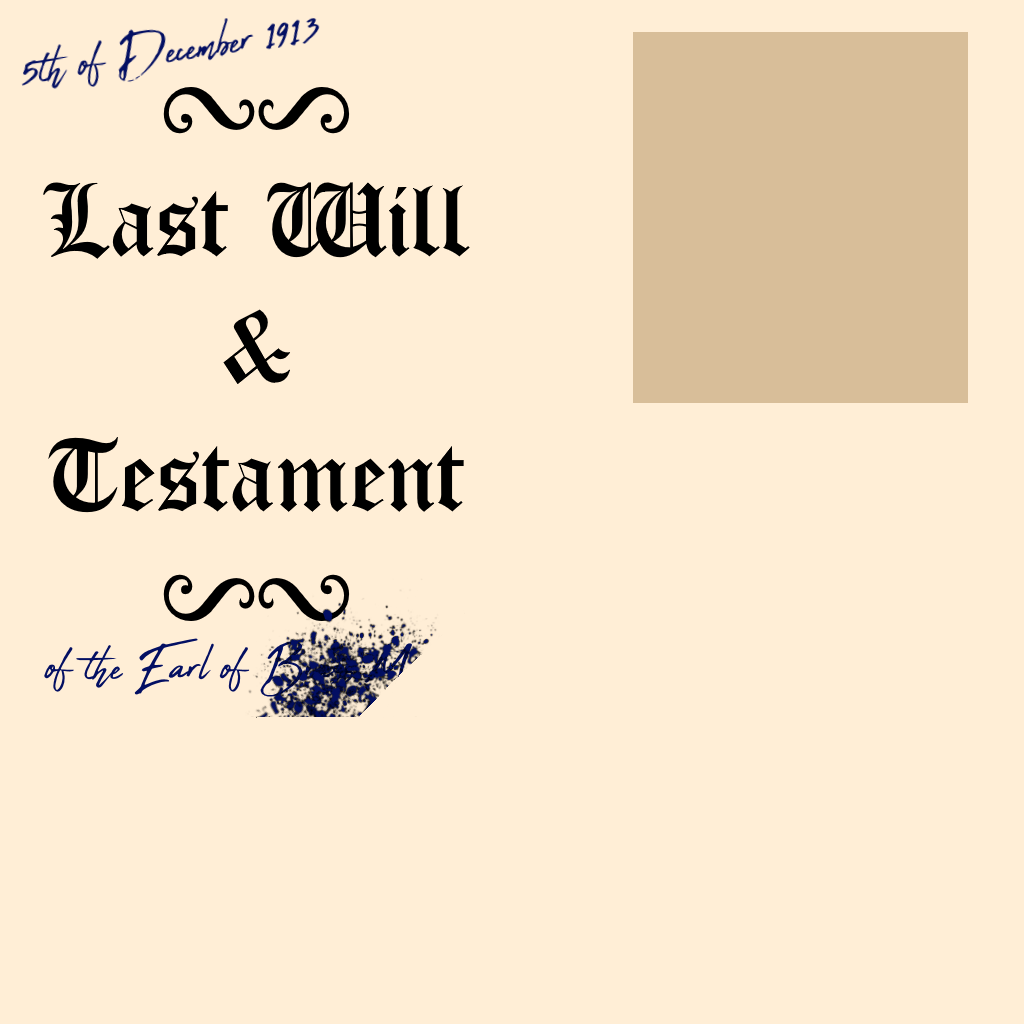 5th of December 1913
Last Will
&
Testament
of the Earl of